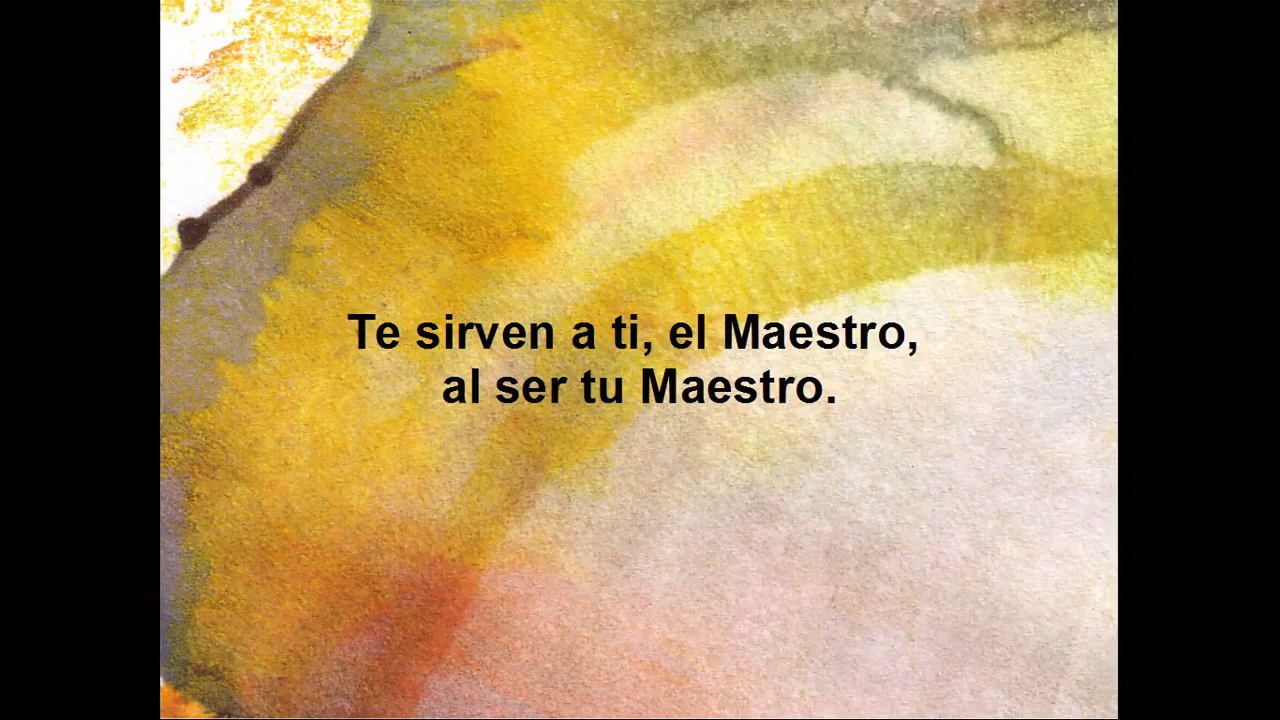 Te sirven a ti, el Maestro,
al ser tu Maestro.